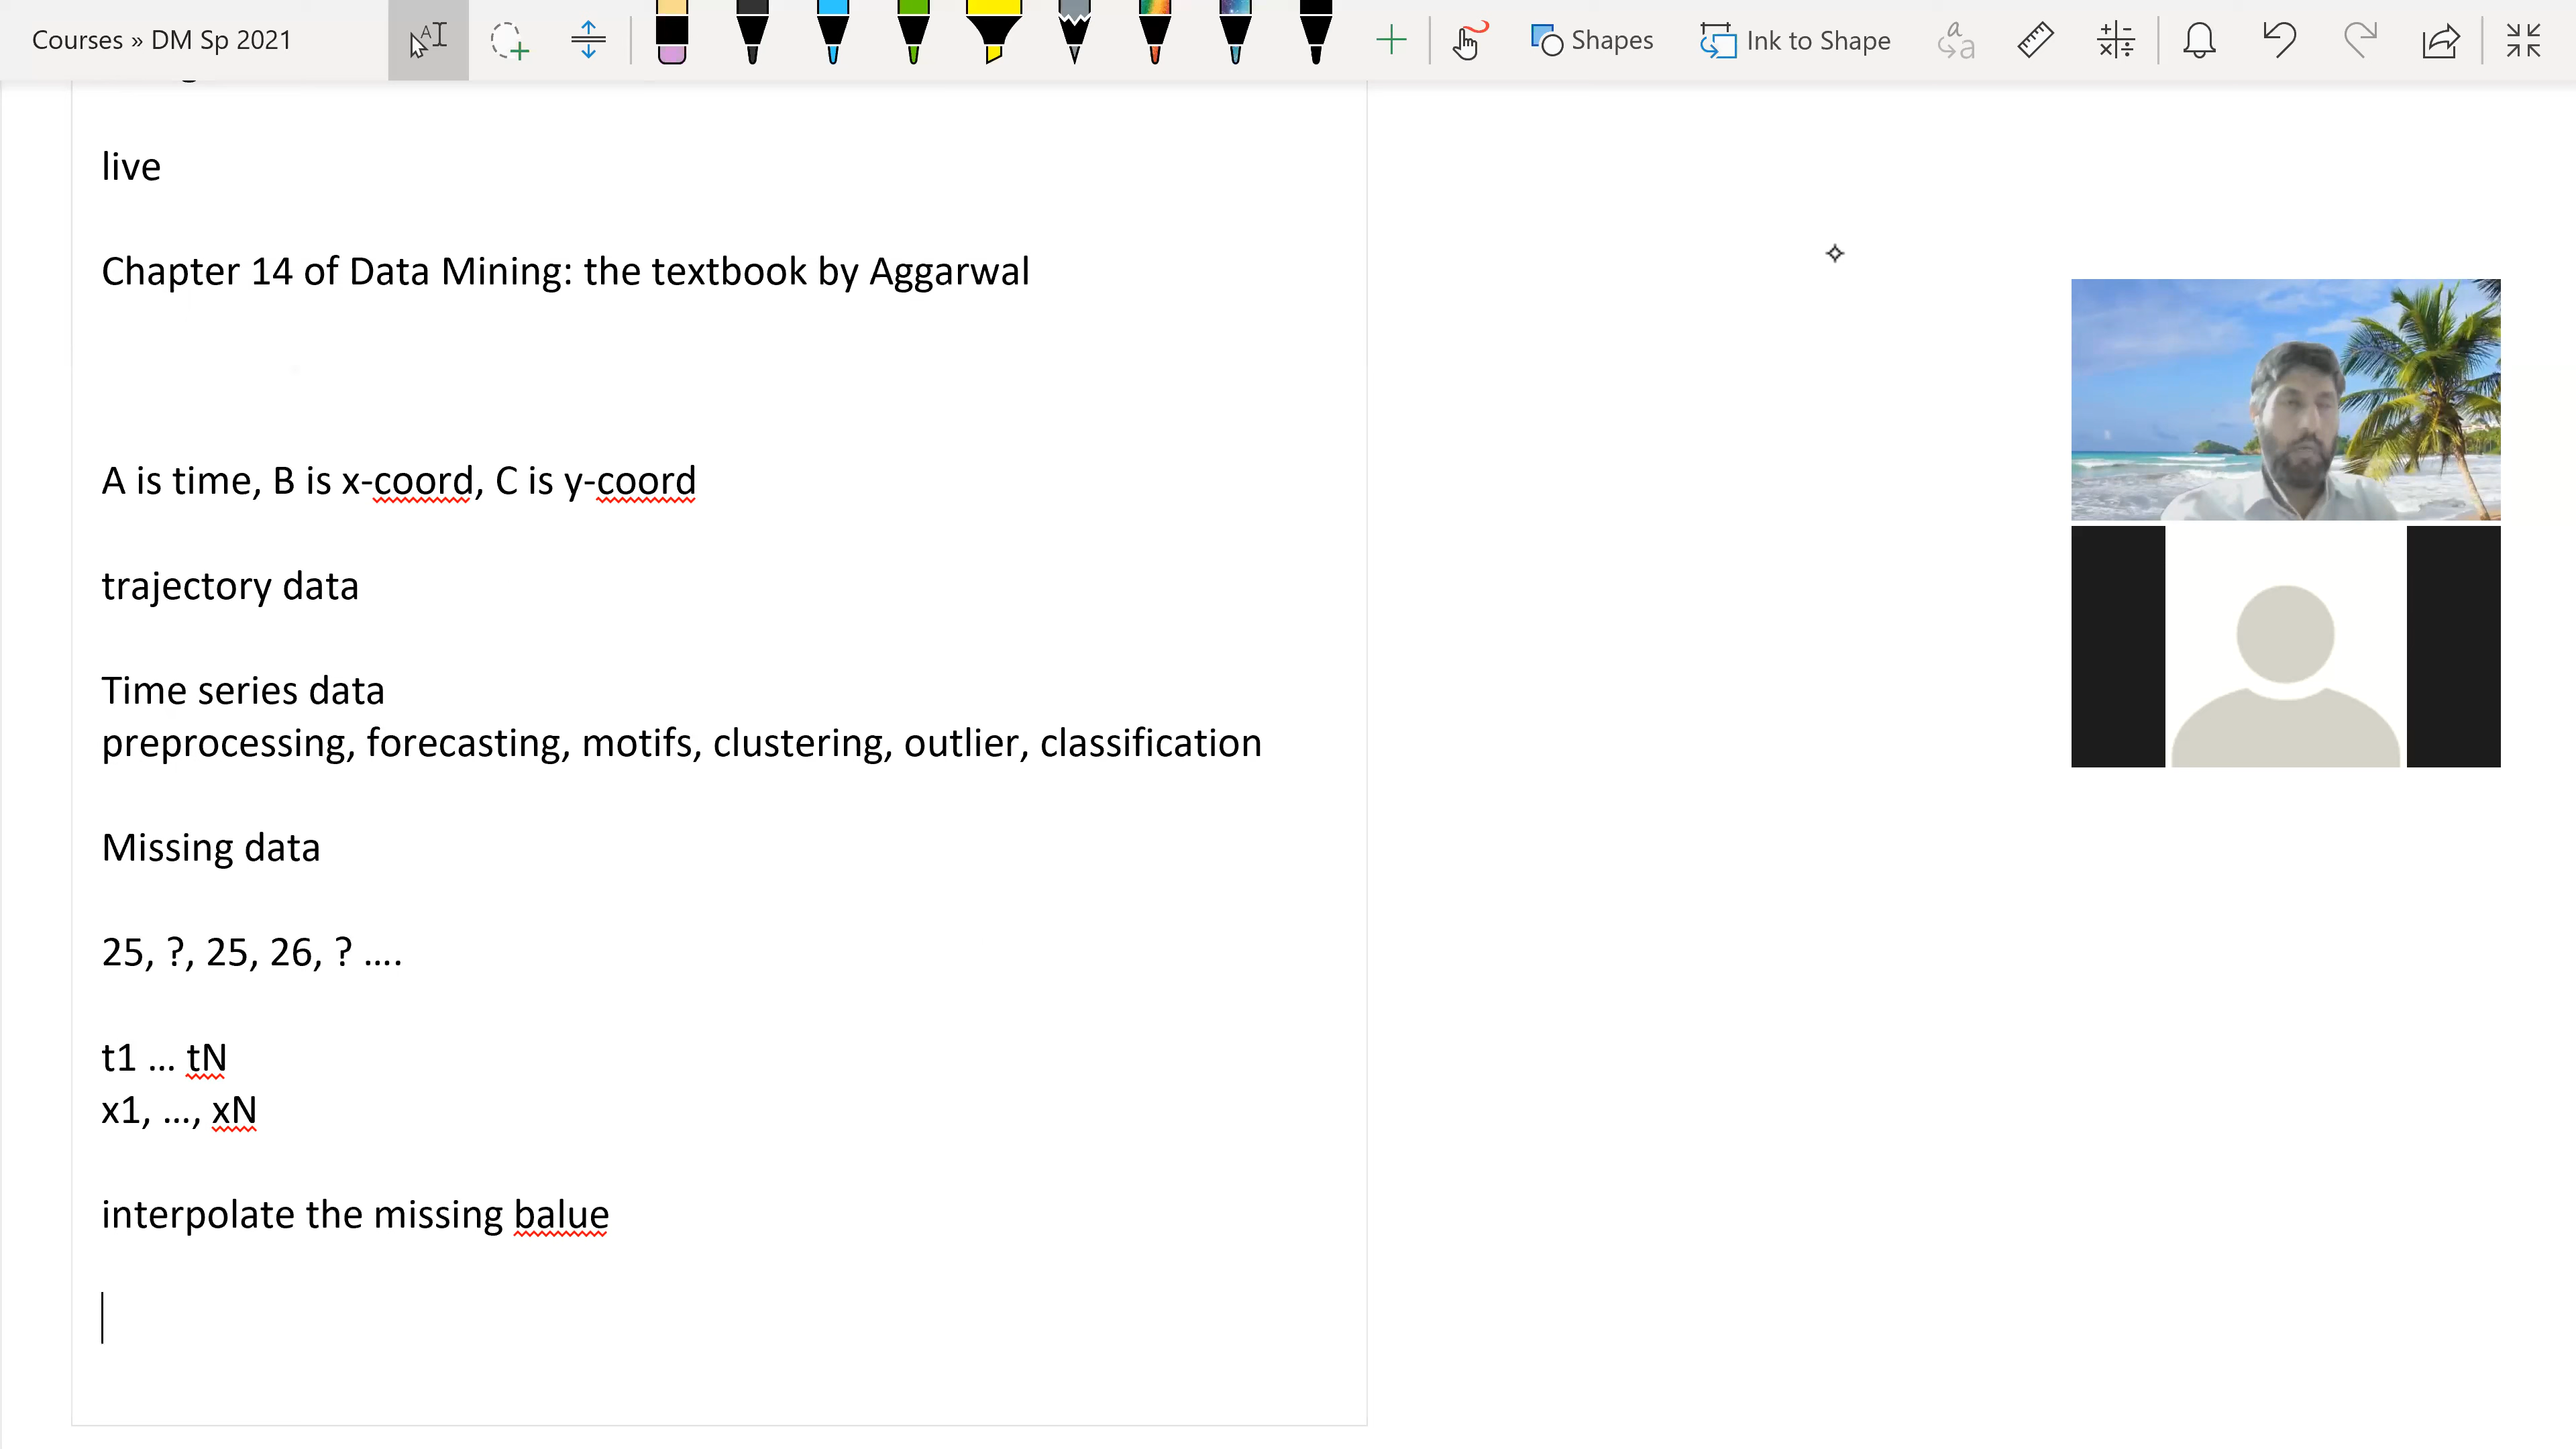 Courses » DM Sp 2021
Shapes
Ink to Shape
live
Chapter 14 of Data Mining: the textbook by Aggarwal
A is time, B is x-coord, C is y-coord
trajectory data
Time series data
preprocessing, forecasting, motifs, clustering, outlier, classification
Missing data
25, ?, 25, 26, ? ....
t1 ... tN
x1, ..., xN
interpolate the missing balue